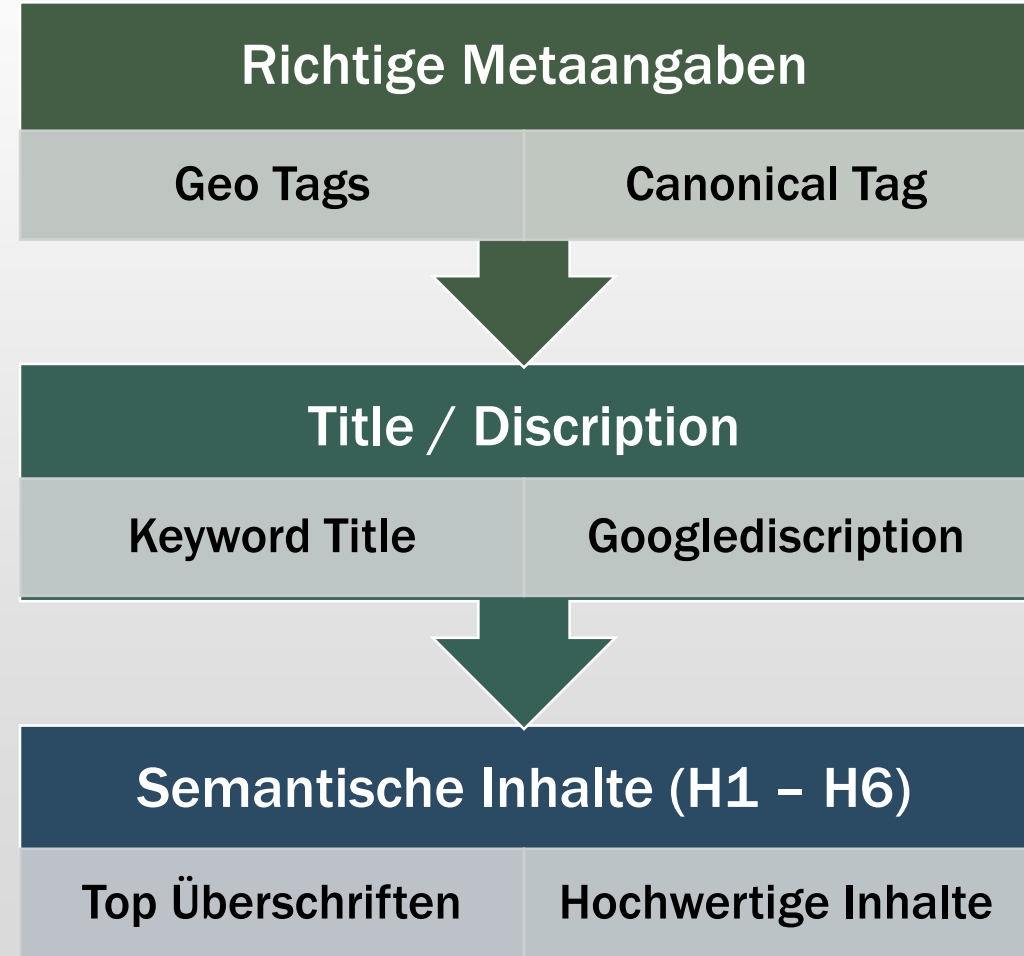 Richtige Metaangaben
Geo Tags
Canonical Tag
Title / Discription
Keyword Title
Googlediscription
Semantische Inhalte (H1 – H6)
Top Überschriften
Hochwertige Inhalte